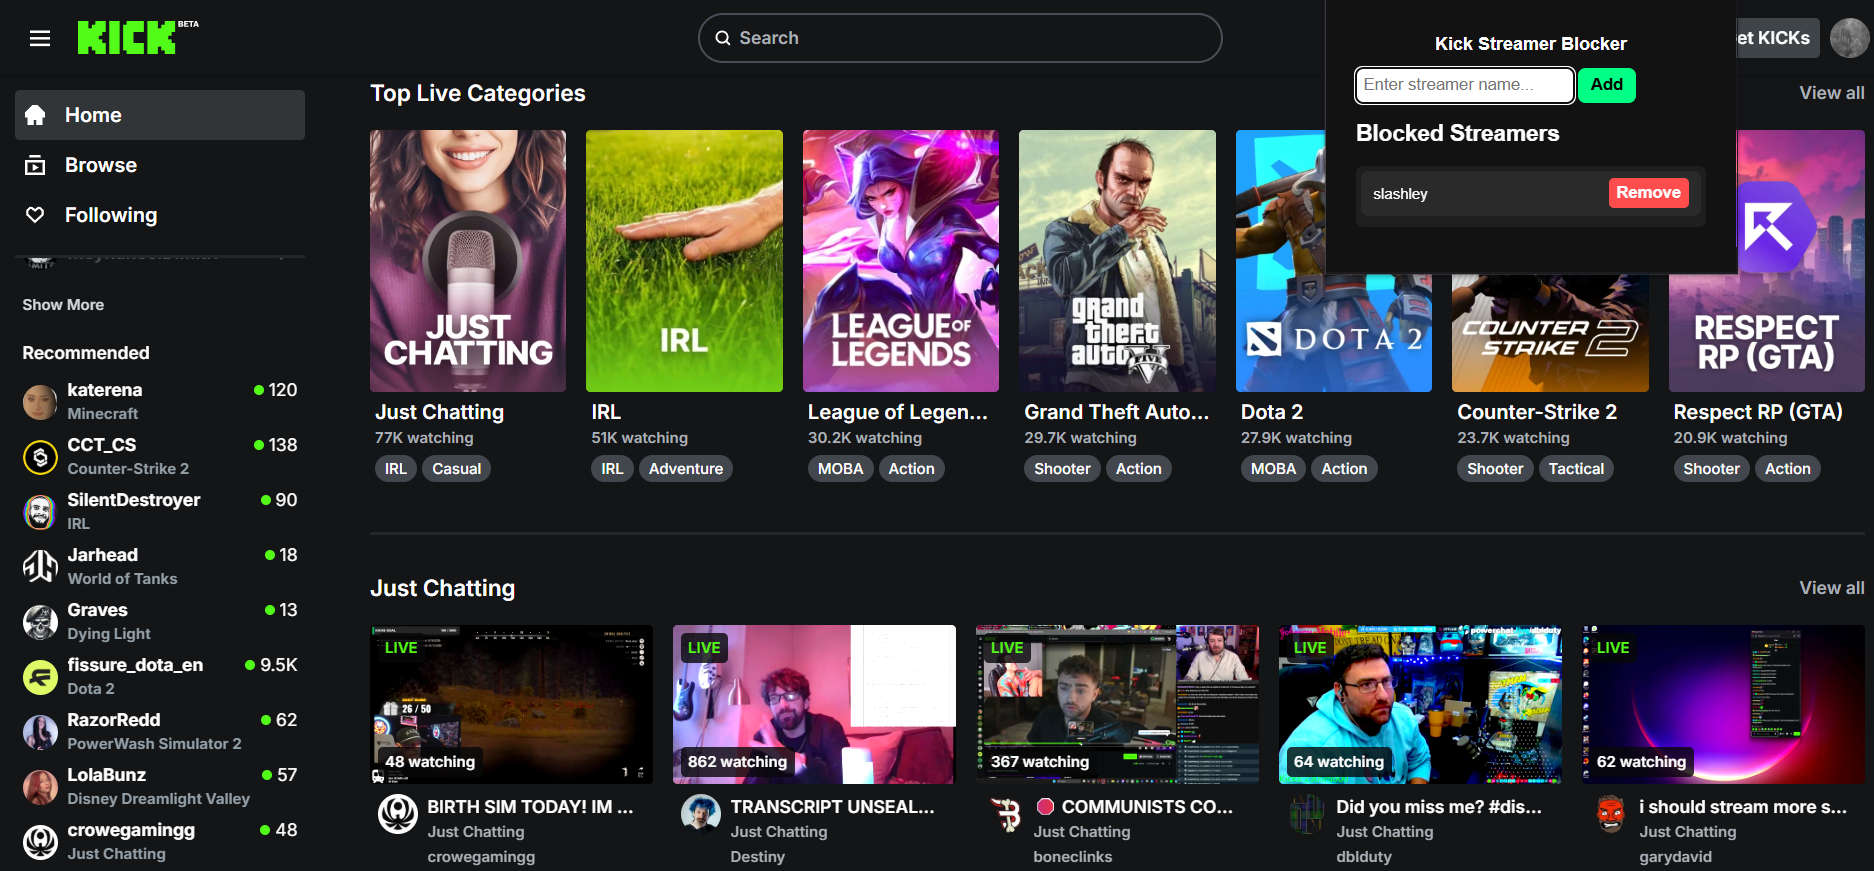 KICK BETA
Search
et KICKs
Kick Streamer Blocker
Enter streamer name...
Add
Blocked Streamers
slashley
Remove
Home
Browse
Following
Show More
Recommended
katerena
120
Minecraft
CCT_CS
138
Counter-Strike 2
SilentDestroyer
90
IRL
Jarhead
18
World of Tanks
Graves
13
Dying Light
fissure_dota_en
9.5K
Dota 2
RazorRedd
62
PowerWash Simulator 2
LolaBunz
57
Disney Dreamlight Valley
crowegamingg
48
Just Chatting
Top Live Categories
View all
JUST
CHATTING
IRL
LEAGUE OF
LEGENDS
grand
theft
auto
FIVE
DOTA 2
COUNTER
STRIKE 2
RESPECT
RP (GTA)
Just Chatting
77K watching
IRL
Casual
IRL
51K watching
IRL
Adventure
League of Legen...
30.2K watching
MOBA
Action
Grand Theft Auto...
29.7K watching
Shooter
Action
Dota 2
27.9K watching
MOBA
Action
Counter-Strike 2
23.7K watching
Shooter
Tactical
Respect RP (GTA)
20.9K watching
Shooter
Action
Just Chatting
View all
LIVE
26 / 50
48 watching
BIRTH SIM TODAY! IM ...
Just Chatting
crowegamingg
LIVE
862 watching
TRANSCRIPT UNSEAL...
Just Chatting
Destiny
LIVE
367 watching
COMMUNISTS CO...
Just Chatting
boneclinks
LIVE
powerchat
/dblduty
64 watching
Did you miss me? #dis...
Just Chatting
dblduty
LIVE
62 watching
i should stream more s...
Just Chatting
garydavid